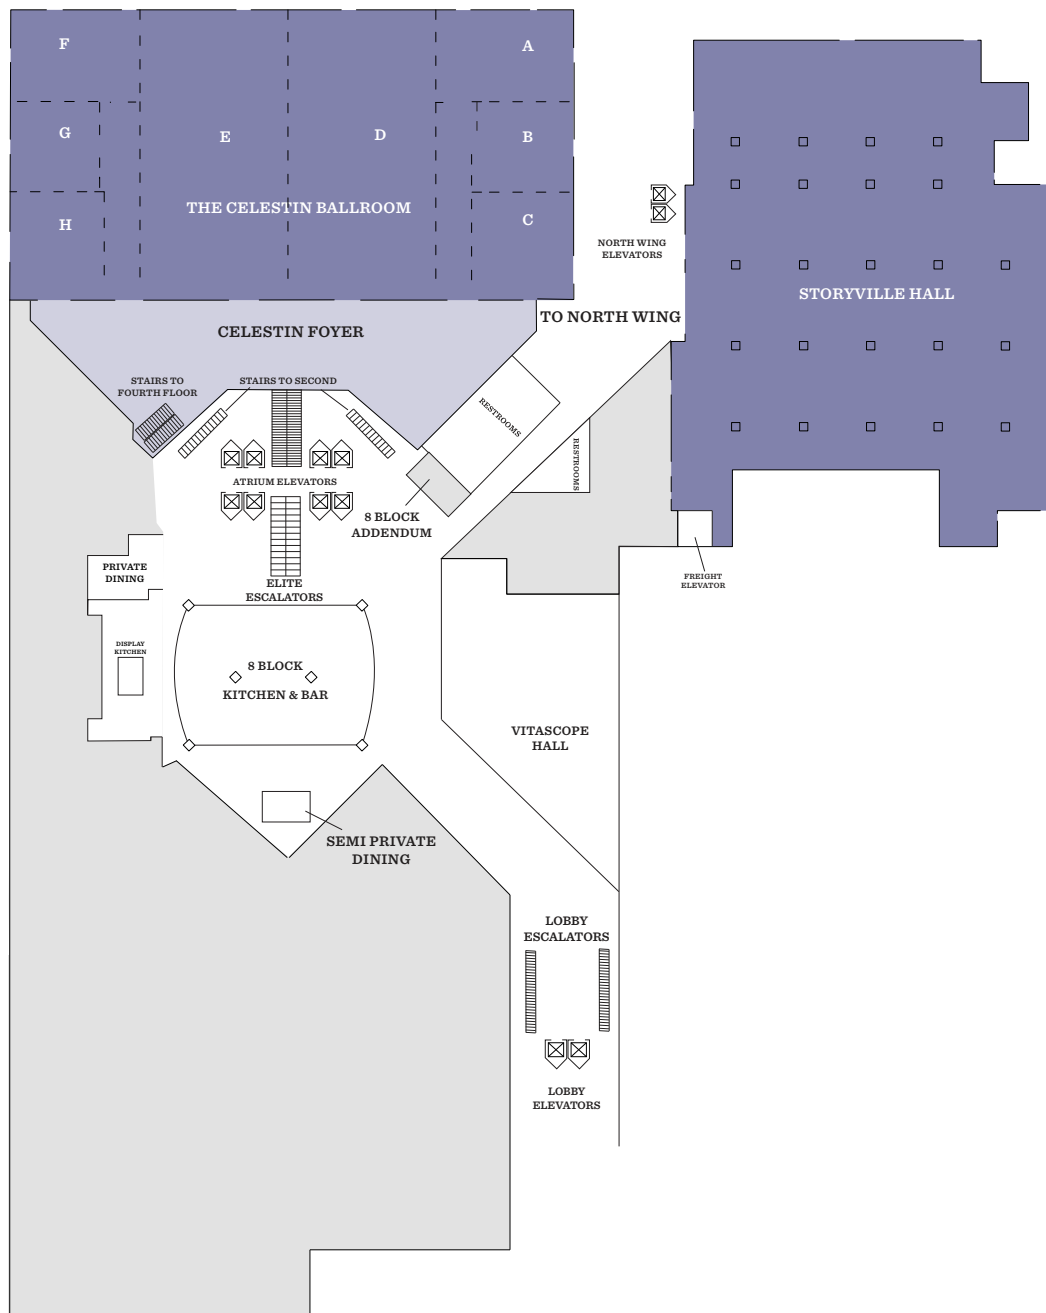 F
A
G
E
D
B
THE CELESTIN BALLROOM
H
C
NORTH WING
ELEVATORS
STORYVILLE HALL
TO NORTH WING
CELESTIN FOYER
STAIRS TO
FOURTH FLOOR
STAIRS TO SECOND
RESTROOMS
RESTROOMS
ATRIUM ELEVATORS
8 BLOCK
ADDENDUM
PRIVATE
DINING
ELITE
ESCALATORS
FREIGHT
ELEVATOR
DISPLAY
KITCHEN
8 BLOCK
KITCHEN & BAR
VITASCOPE
HALL
SEMI PRIVATE
DINING
LOBBY
ESCALATORS
LOBBY
ELEVATORS